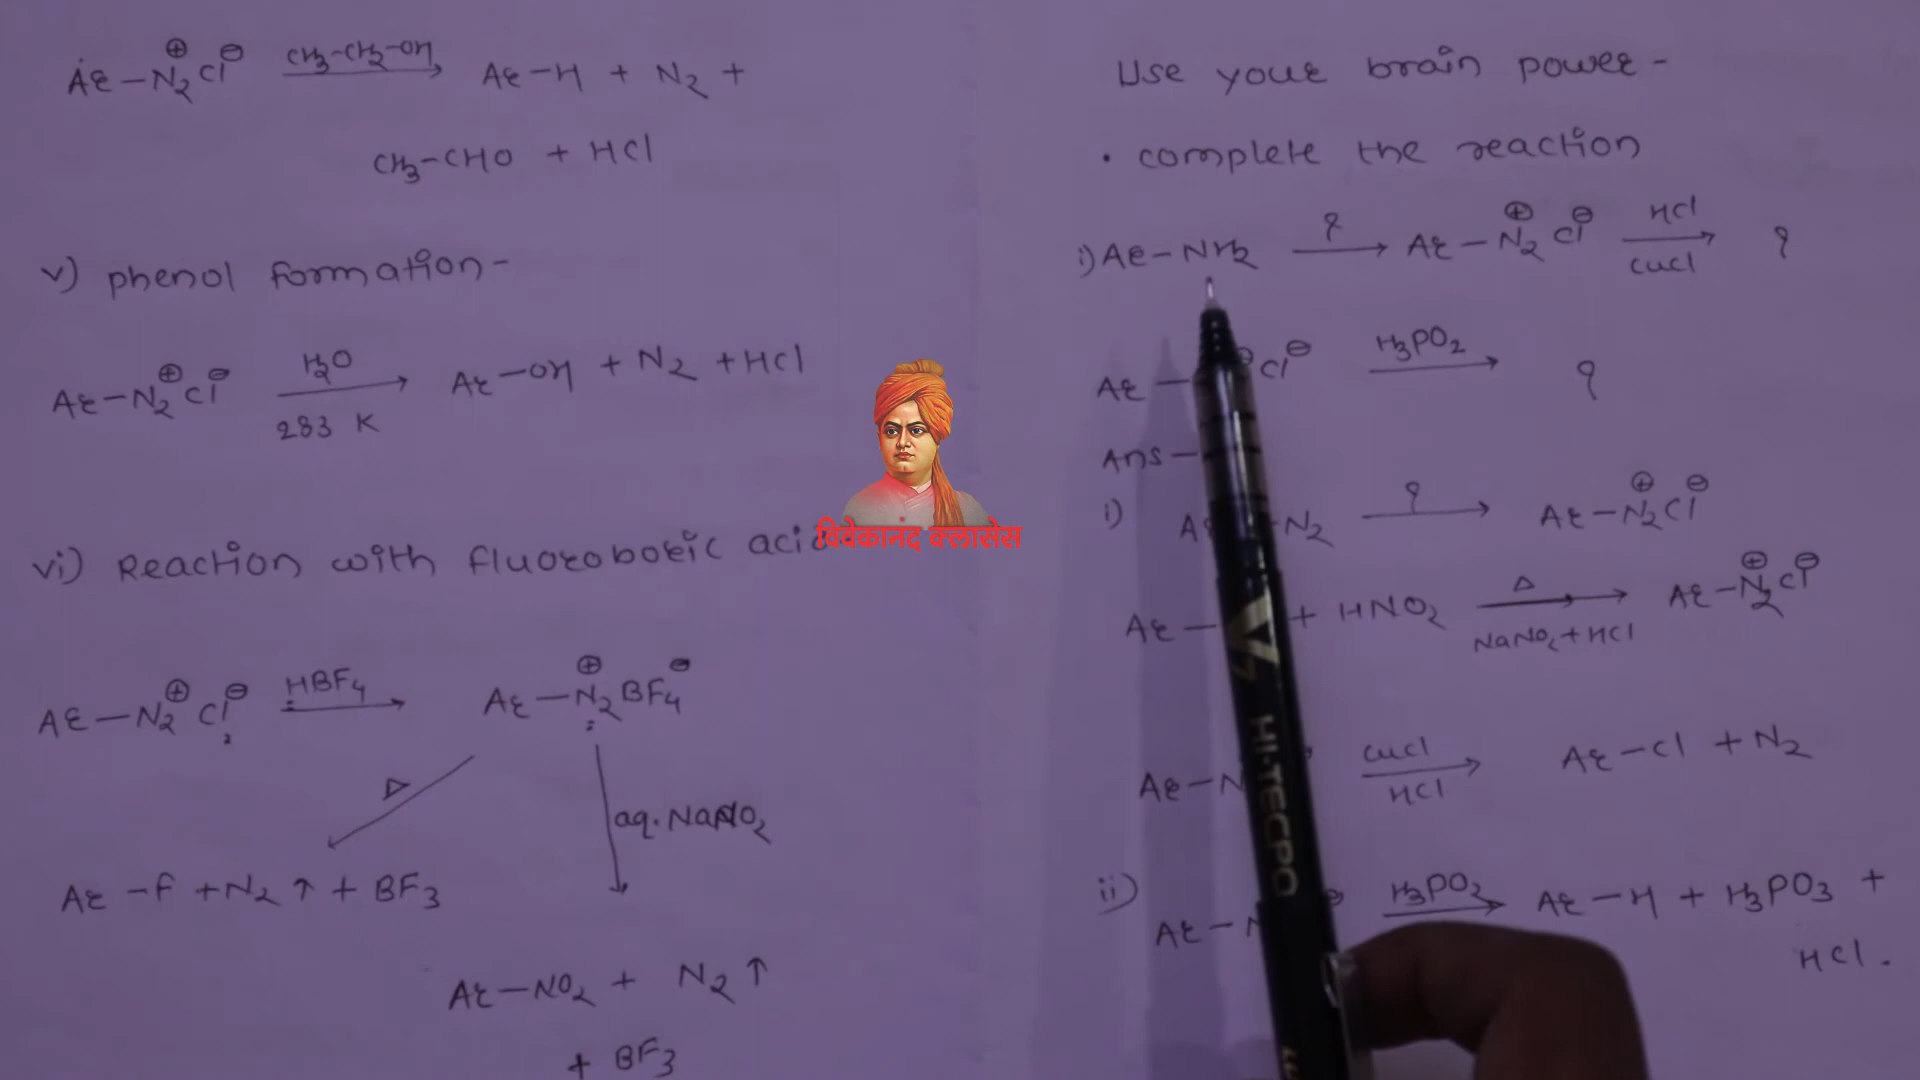 Ar-N₂⊕Cl⊖ CH₃-CH₂-OH → Ar-H + N₂ +
CH₃-CHO + HCl
v) phenol formation-
Ar-N₂⊕Cl⊖ H₂O → 283 K Ar-OH + N₂ + HCl
vi) Reaction with fluoroboric acid
Ar-N₂⊕Cl⊖ HBF₄ → Ar-N₂⊕BF₄⊖
Δ aq. NaNO₂
Ar-F + N₂↑ + BF₃
Ar-NO₂ + N₂↑
+ BF₃
विवेकानंद क्लासेस
Use your brain power-
• complete the reaction
i) Ar-NH₂ ? → Ar-N₂⊕Cl⊖ HCl → CuCl ?
Ar- Cl⊖ H₃PO₂ → ?
Ans-
i) N₂ ? → Ar-N₂⊕Cl⊖
Ar- + HNO₂ Δ → NaNO₂+HCl Ar-N₂⊕Cl⊖
Ar-N CuCl → HCl Ar-Cl + N₂
ii) Ar- H₃PO₂ → Ar-H + H₃PO₃ +
HCl.
V7 HI-TECPO